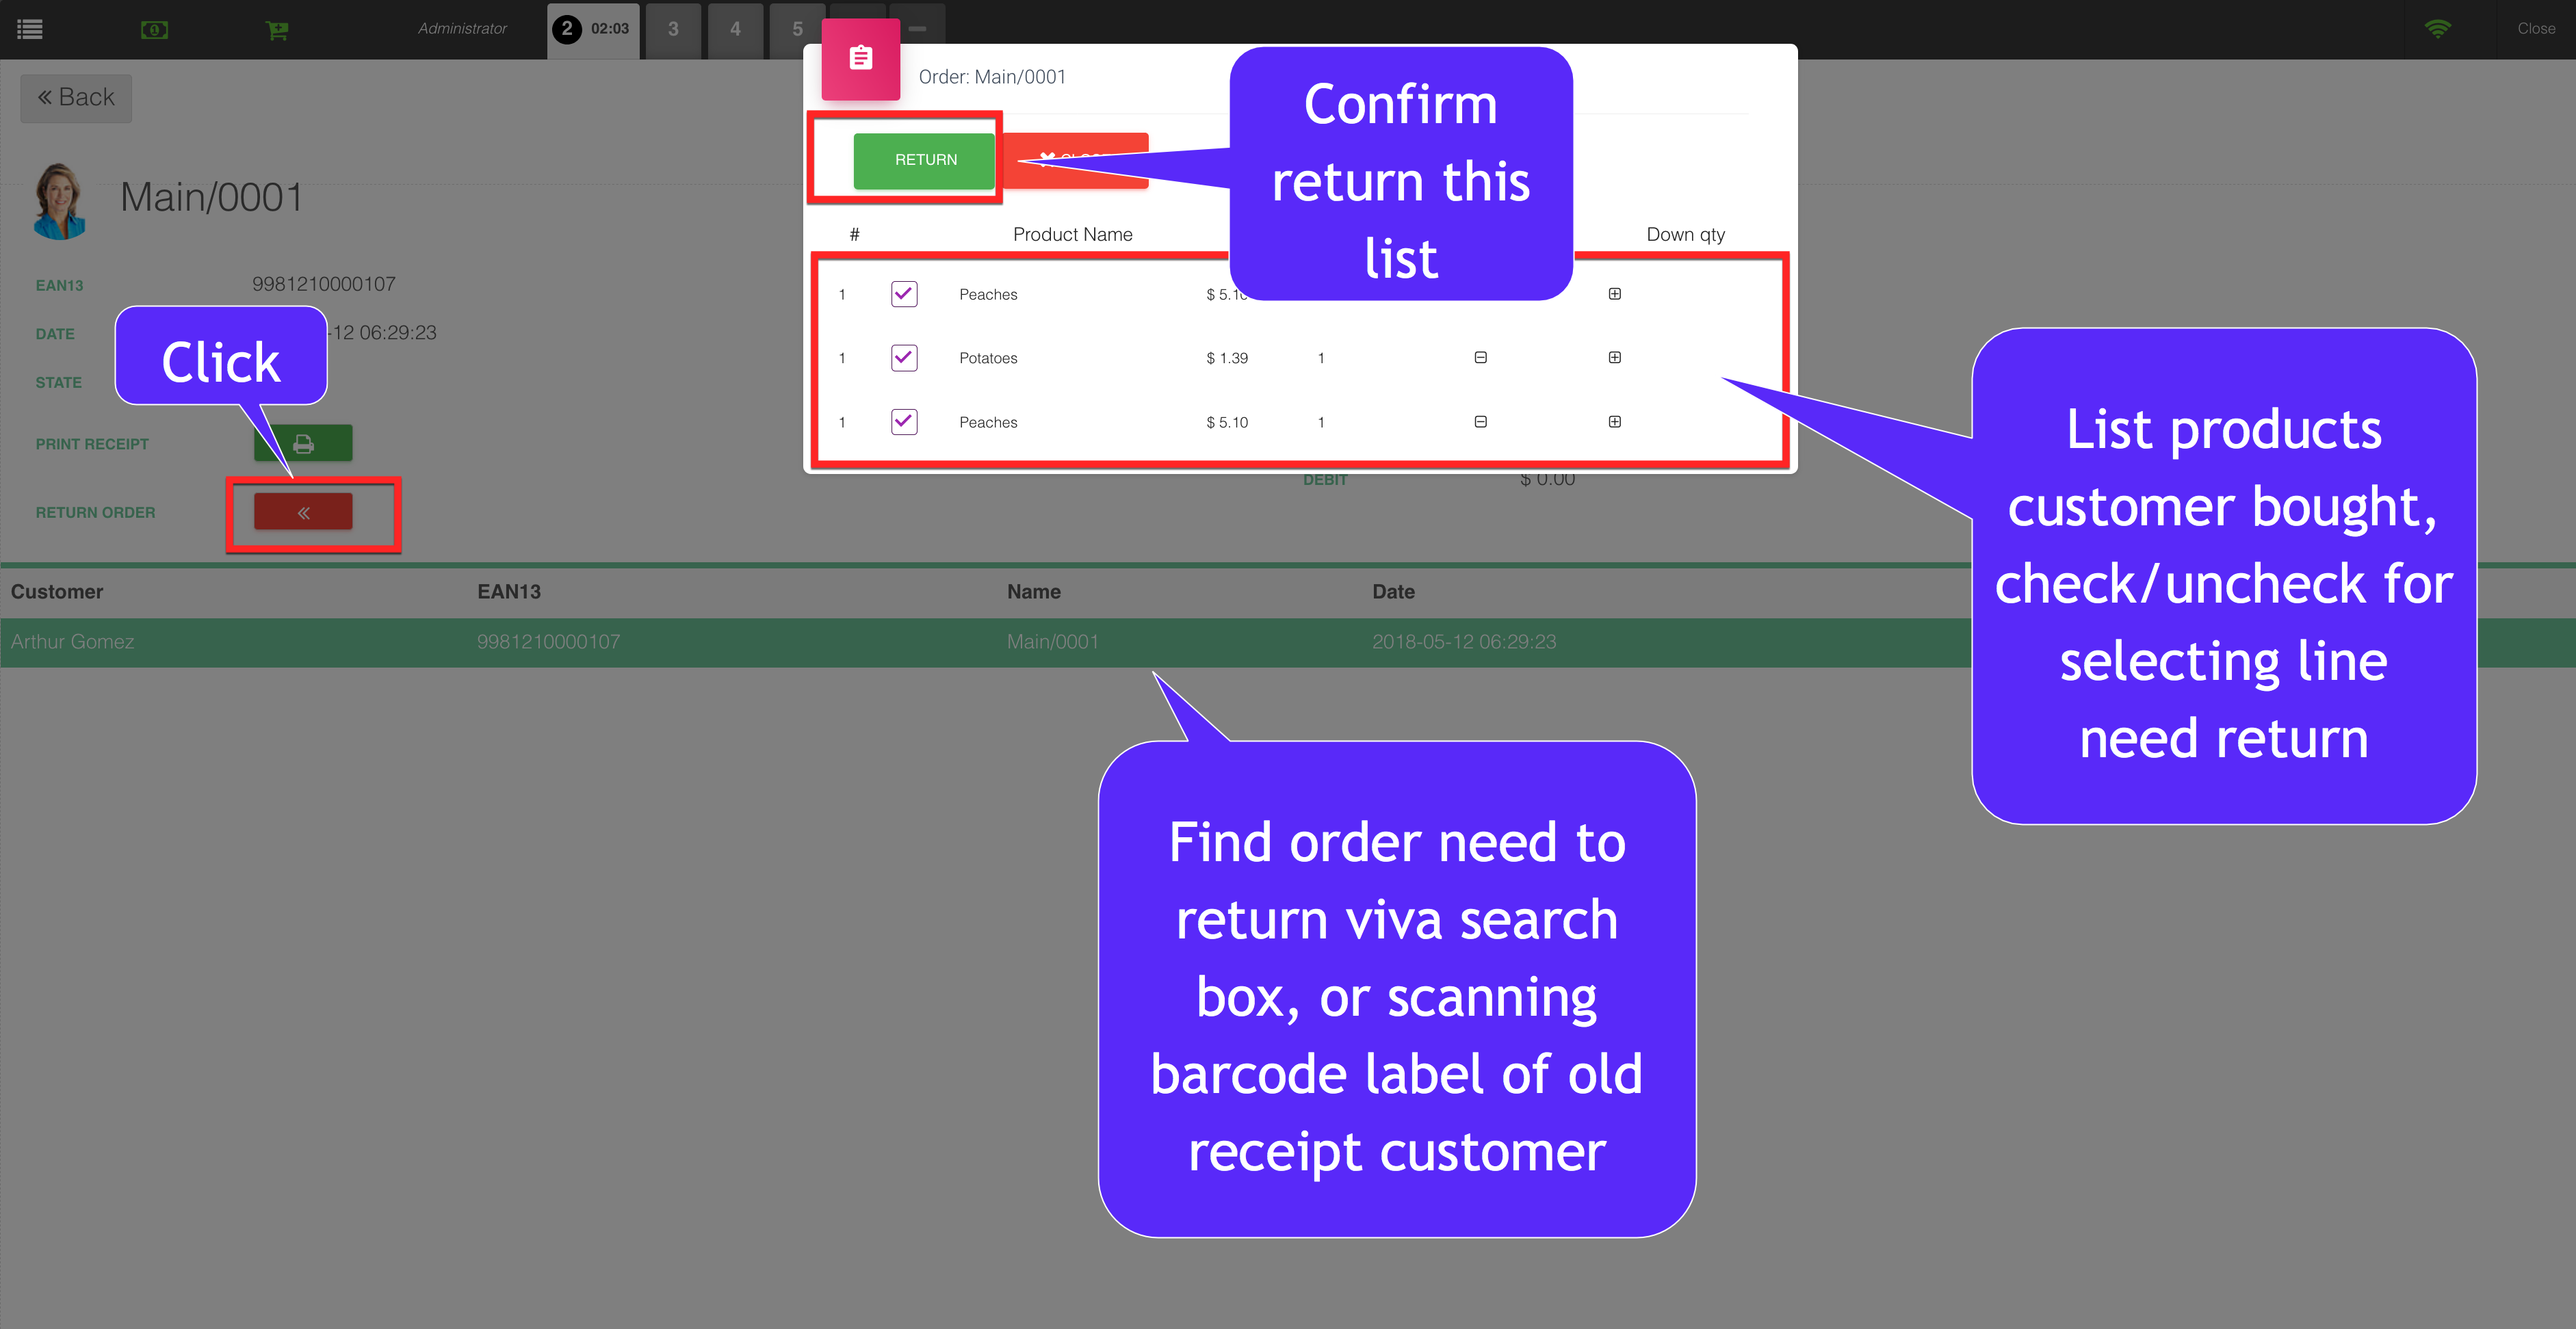 Administrator
2 02:03
3
4
5
Close
Back
Order: Main/0001
Confirm
return this
list
RETURN
Main/0001
# Product Name Down qty
EAN13 9981210000107
1 Peaches
DATE -12 06:29:23
Click
1 Potatoes $ 1.39 1
STATE
1 Peaches $ 5.10 1
PRINT RECEIPT
DEBIT $ 0.00
RETURN ORDER
List products
customer bought,
check/uncheck for
selecting line
need return
Customer EAN13 Name Date
Arthur Gomez 9981210000107 Main/0001 2018-05-12 06:29:23
Find order need to
return viva search
box, or scanning
barcode label of old
receipt customer